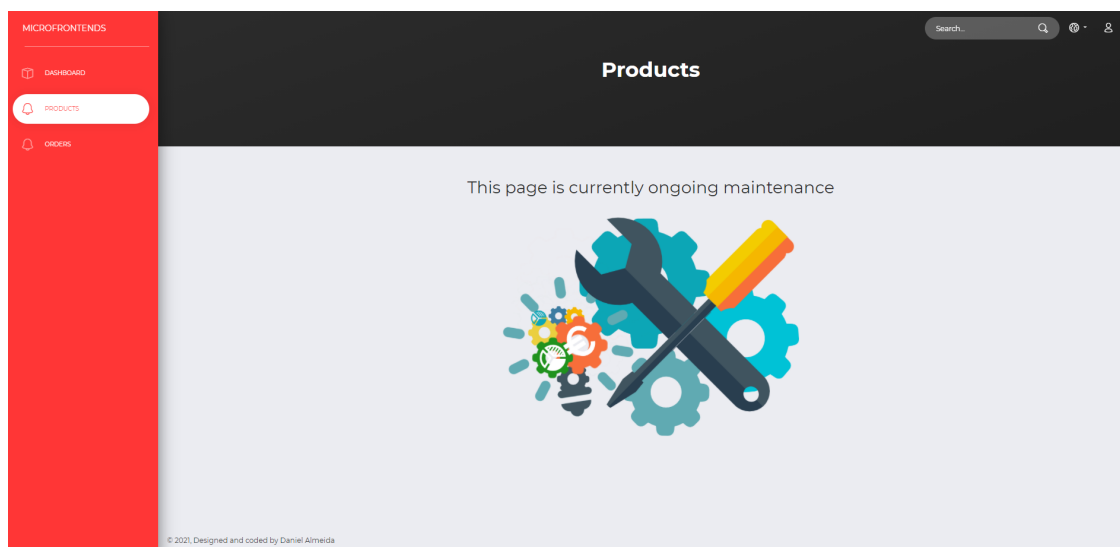 MICROFRONTENDS
Search...
DASHBOARD
Products
PRODUCTS
ORDERS
This page is currently ongoing maintenance
© 2021, Designed and coded by Daniel Almeida